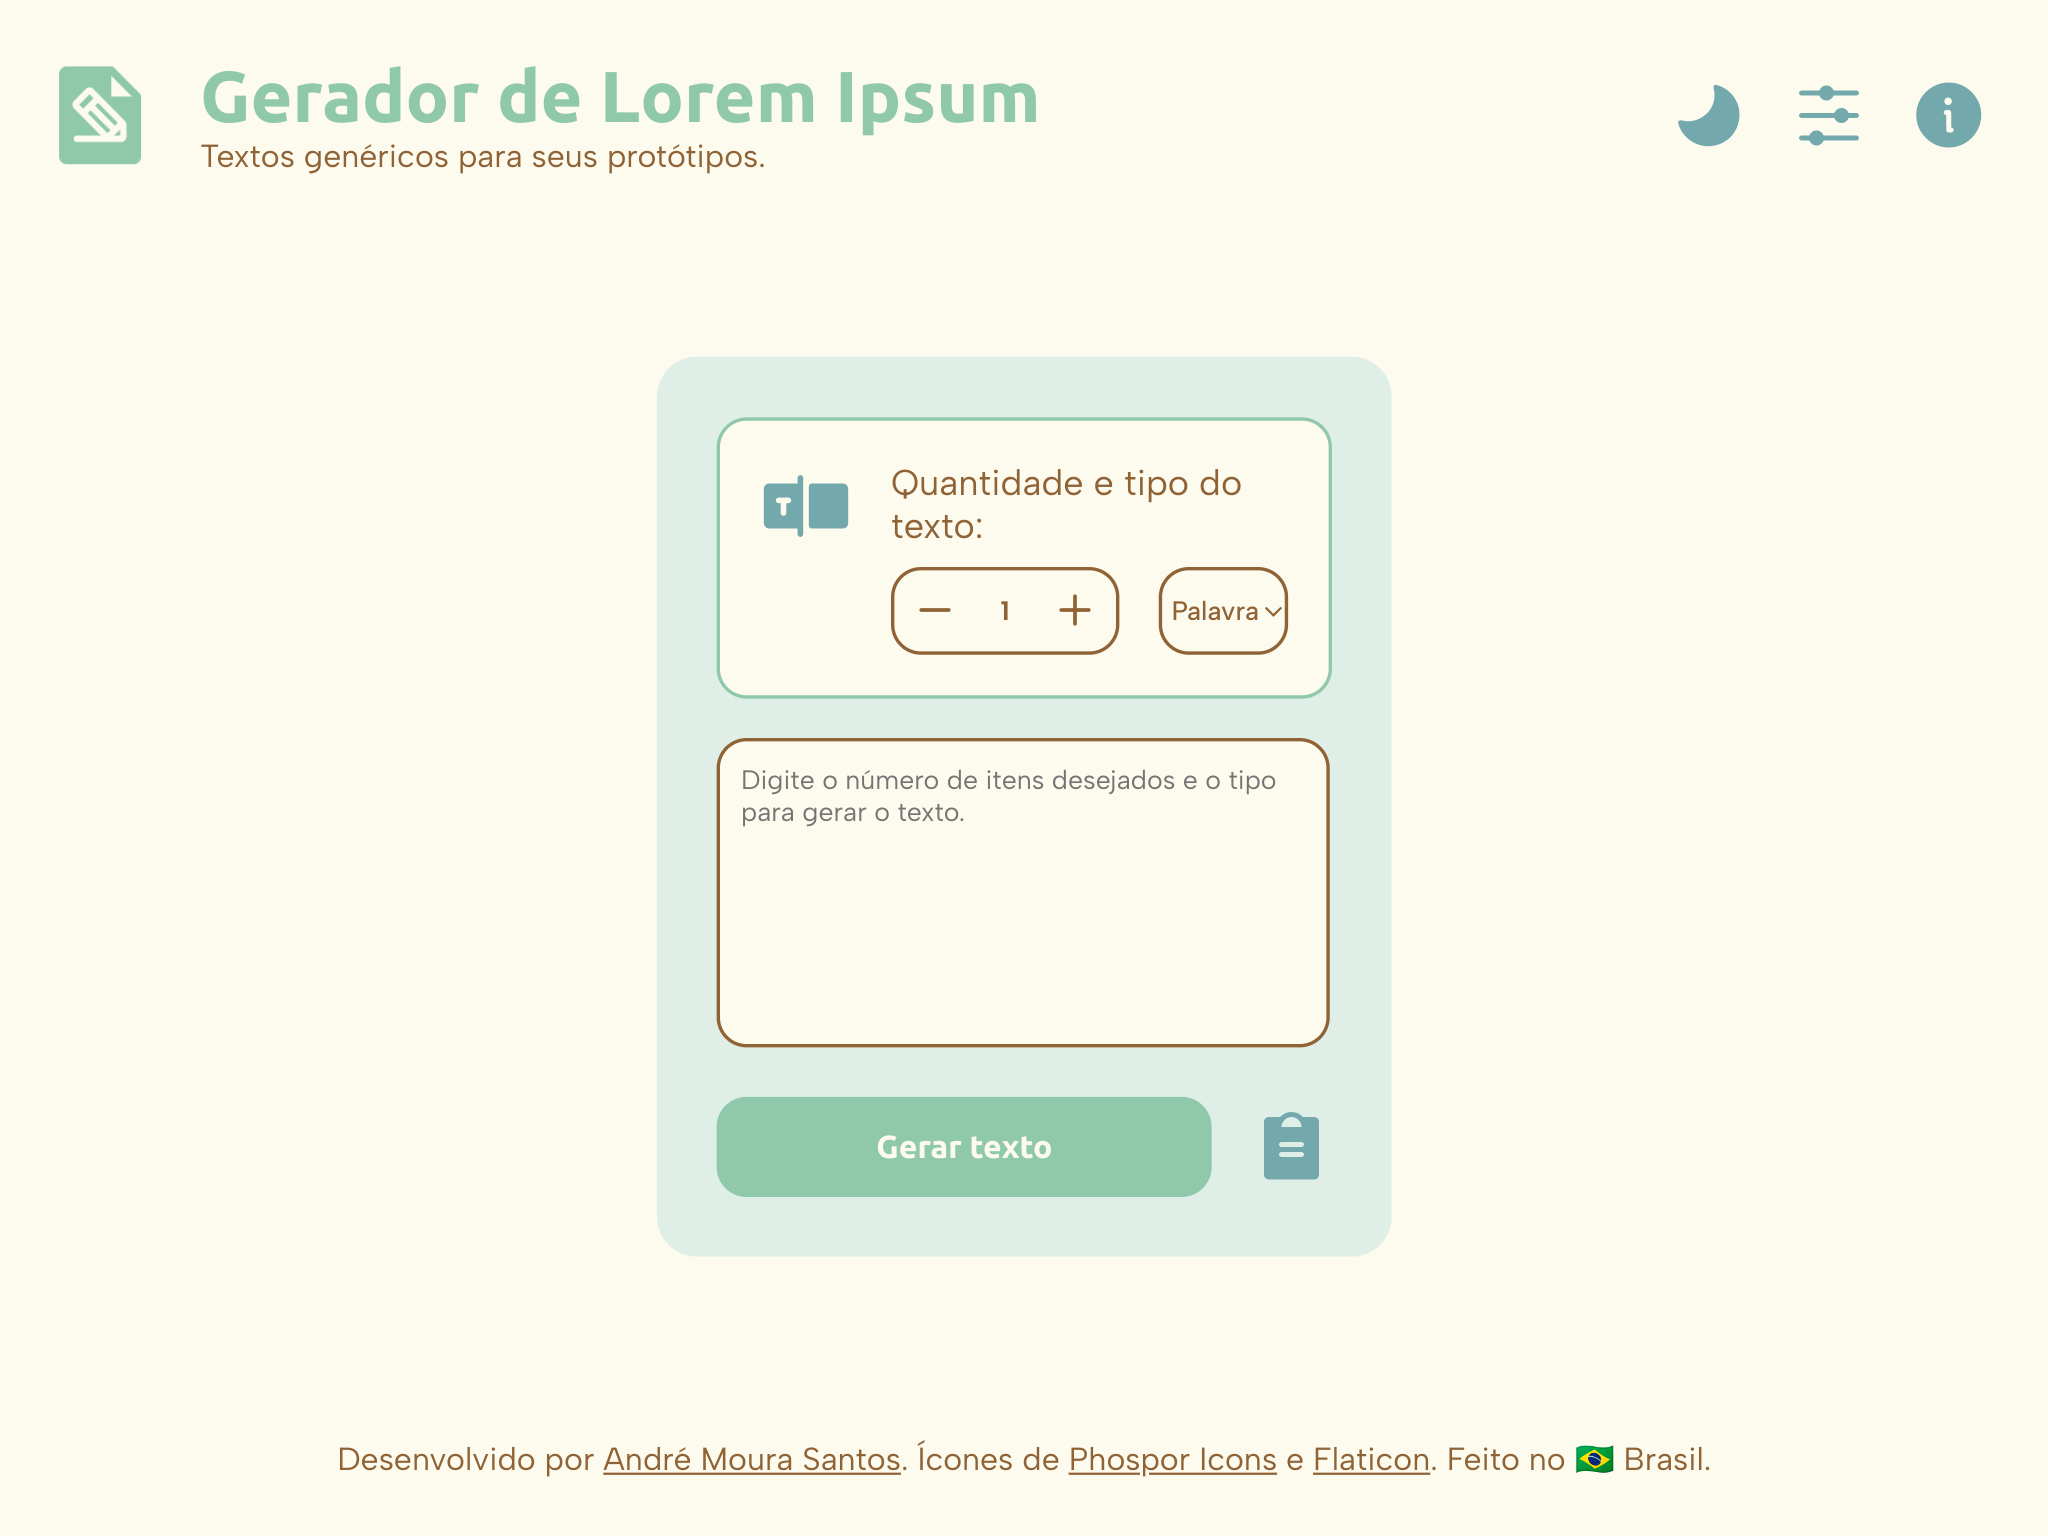 Gerador de Lorem Ipsum
Textos genéricos para seus protótipos.
Quantidade e tipo do
texto:
1
Palavra
Digite o número de itens desejados e o tipo
para gerar o texto.
Gerar texto
Desenvolvido por André Moura Santos. Ícones de Phospor Icons e Flaticon. Feito no 🇧🇷 Brasil.